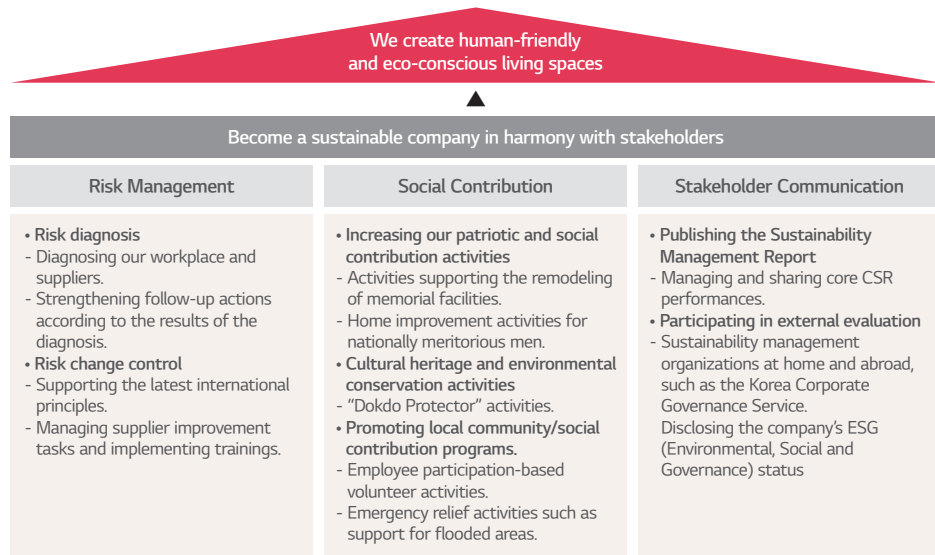 We create human-friendly
and eco-conscious living spaces
Become a sustainable company in harmony with stakeholders
Risk Management
• Risk diagnosis
- Diagnosing our workplace and
suppliers.
- Strengthening follow-up actions
according to the results of the
diagnosis.
• Risk change control
- Supporting the latest international
principles.
- Managing supplier improvement
tasks and implementing trainings.
Social Contribution
• Increasing our patriotic and social
contribution activities
- Activities supporting the remodeling
of memorial facilities.
- Home improvement activities for
nationally meritorious men.
• Cultural heritage and environmental
conservation activities
- “Dokdo Protector” activities.
• Promoting local community/social
contribution programs.
- Employee participation-based
volunteer activities.
- Emergency relief activities such as
support for flooded areas.
Stakeholder Communication
• Publishing the Sustainability
Management Report
- Managing and sharing core CSR
performances.
• Participating in external evaluation
- Sustainability management
organizations at home and abroad,
such as the Korea Corporate
Governance Service.
Disclosing the company’s ESG
(Environmental, Social and
Governance) status